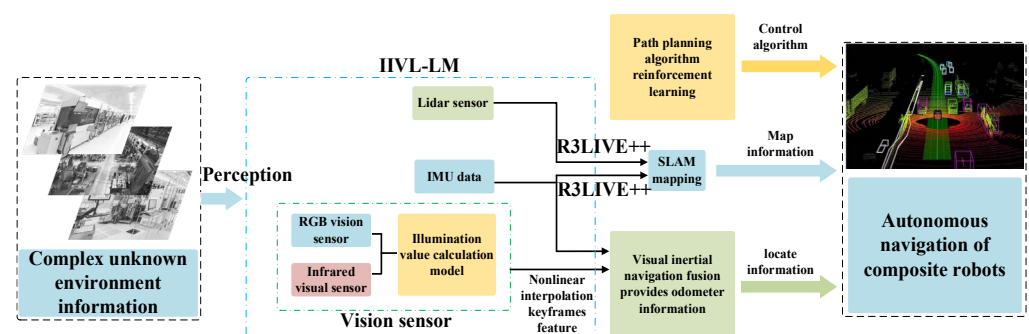 Complex unknown
environment
information
Perception
IIVL-LM
Lidar sensor
IMU data
RGB vision
sensor
Infrared
visual sensor
Illumination
value calculation
model
Vision sensor
R3LIVE++
R3LIVE++
SLAM
mapping
Nonlinear
interpolation
keyframes
feature
Visual inertial
navigation fusion
provides odometer
information
Path planning
algorithm
reinforcement
learning
Control
algorithm
Map
information
locate
information
Autonomous
navigation of
composite robots